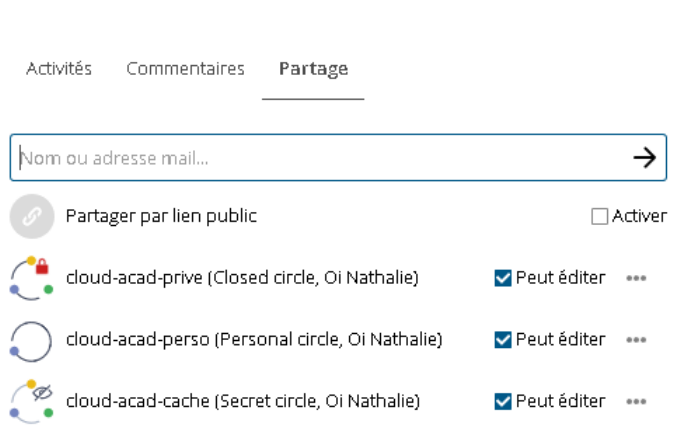 Activités Commentaires Partage
Nom ou adresse mail...
Partager par lien public Activer
cloud-acad-prive (Closed circle, Oi Nathalie) Peut éditer
cloud-acad-perso (Personal circle, Oi Nathalie) Peut éditer
cloud-acad-cache (Secret circle, Oi Nathalie) Peut éditer